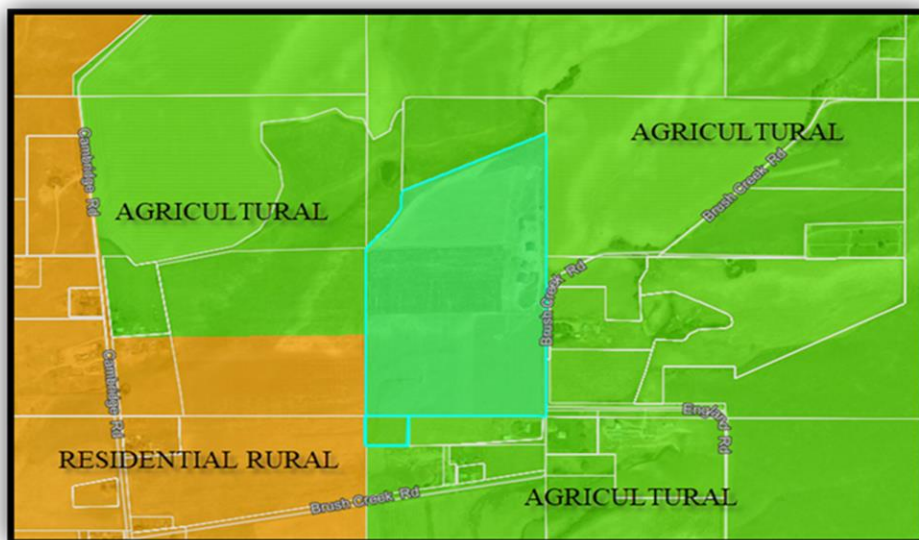 AGRICULTURAL
Brush Creek Rd
Cambridge Rd
AGRICULTURAL
Brush Creek Rd
Cambridge Rd
England Rd
RESIDENTIAL RURAL
Brush Creek Rd
AGRICULTURAL